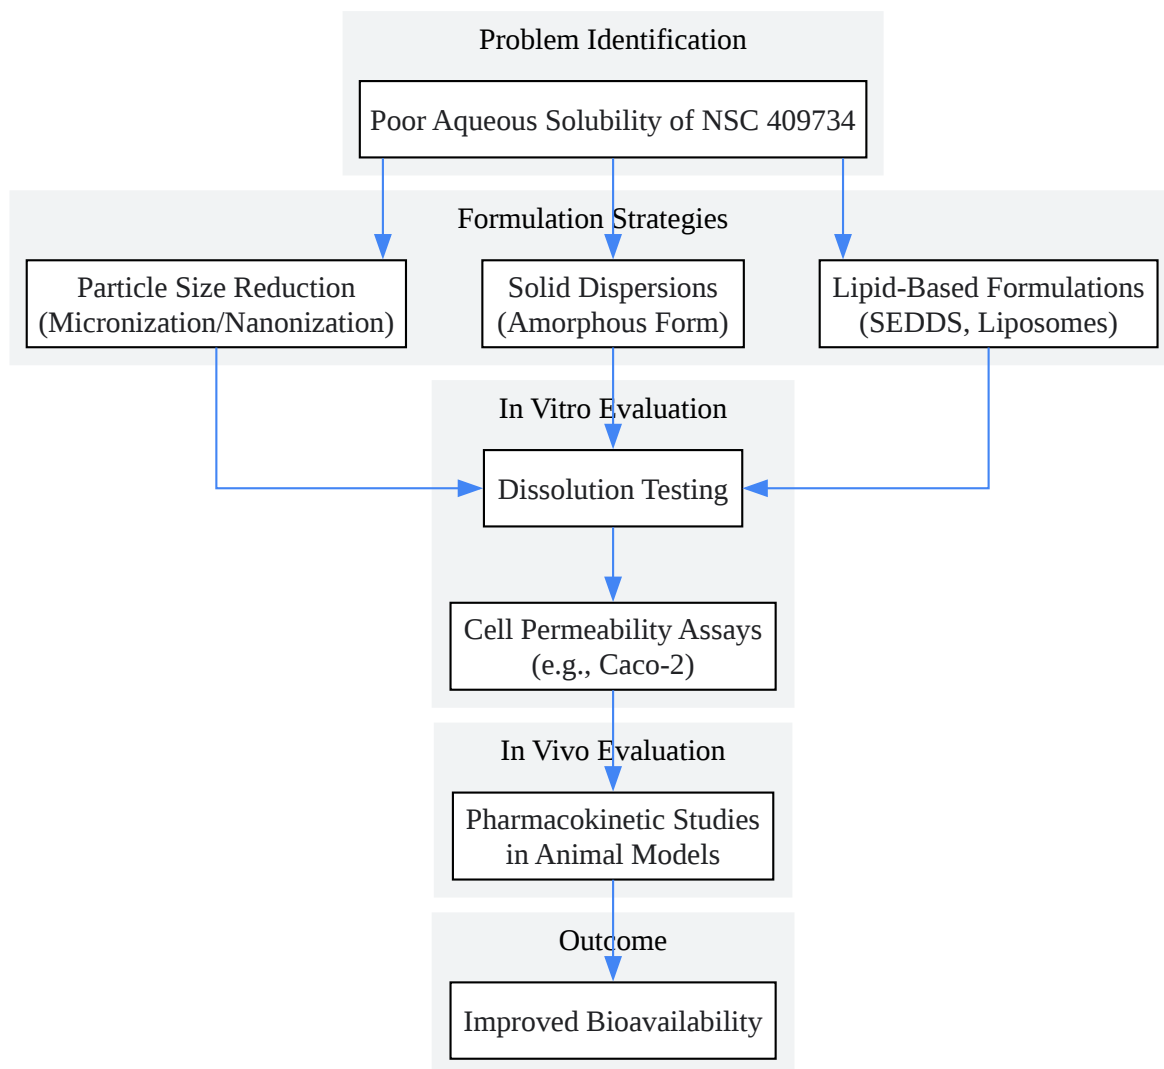 Problem Identification
Poor Aqueous Solubility of NSC 409734
Formulation Strategies
Particle Size Reduction
(Micronization/Nanonization)
Solid Dispersions
(Amorphous Form)
Lipid-Based Formulations
(SEDDS, Liposomes)
In Vitro Evaluation
Dissolution Testing
Cell Permeability Assays
(e.g., Caco-2)
In Vivo Evaluation
Pharmacokinetic Studies
in Animal Models
Outcome
Improved Bioavailability